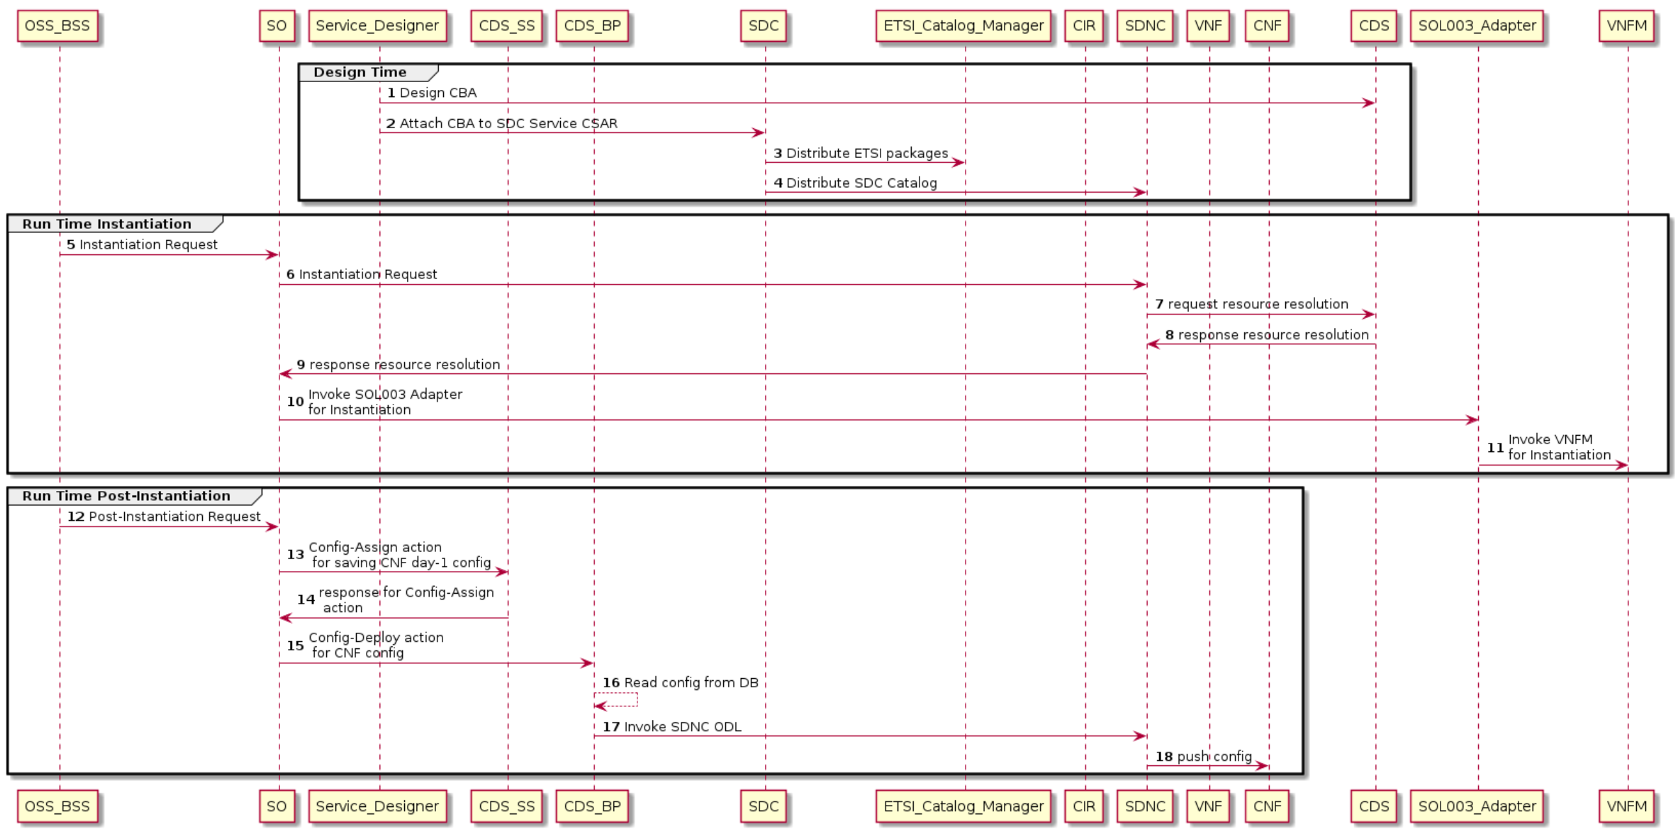 OSS_BSS SO Service_Designer CDS_SS CDS_BP SDC ETSI_Catalog_Manager CIR SDNC VNF CNF CDS SOL003_Adapter VNFM
Design Time
1 Design CBA
2 Attach CBA to SDC Service CSAR
3 Distribute ETSI packages
4 Distribute SDC Catalog
Run Time Instantiation
5 Instantiation Request
6 Instantiation Request
7 request resource resolution
8 response resource resolution
9 response resource resolution
10 Invoke SOL003 Adapter
for Instantiation
11 Invoke VNFM
for Instantiation
Run Time Post-Instantiation
12 Post-Instantiation Request
13 Config-Assign action
for saving CNF day-1 config
14 response for Config-Assign
action
15 Config-Deploy action
for CNF config
16 Read config from DB
17 Invoke SDNC ODL
18 push config
OSS_BSS SO Service_Designer CDS_SS CDS_BP SDC ETSI_Catalog_Manager CIR SDNC VNF CNF CDS SOL003_Adapter VNFM